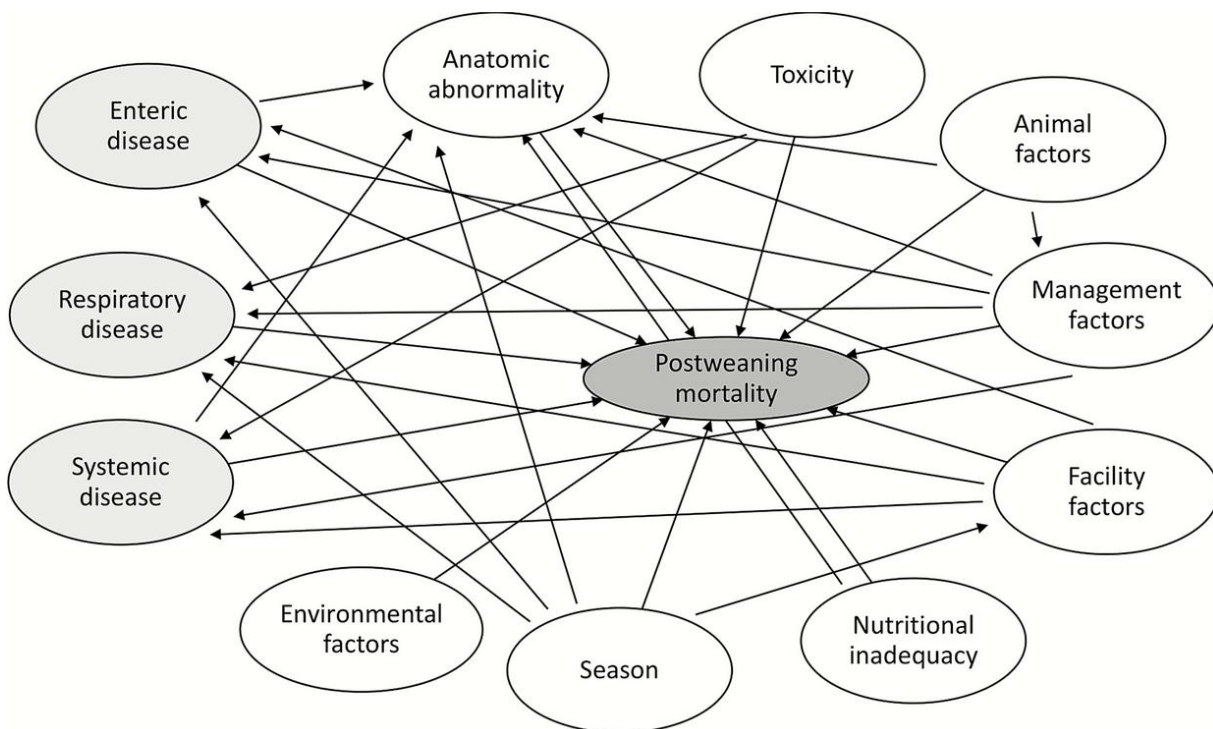 Anatomic
abnormality
Toxicity
Enteric
disease
Animal
factors
Respiratory
disease
Management
factors
Postweaning
mortality
Systemic
disease
Facility
factors
Environmental
factors
Season
Nutritional
inadequacy